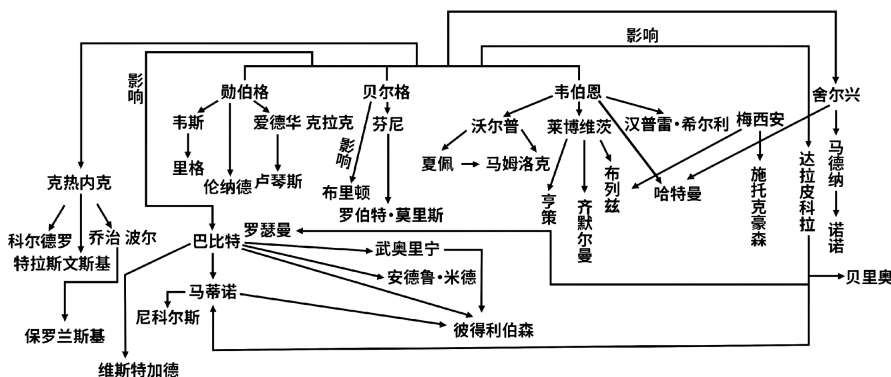 影响
影响
勋伯格
贝尔格
韦伯恩
舍尔兴
韦斯
爱德华 克拉克
芬尼
沃尔普
莱博维茨
汉普雷·希尔利
梅西安
影响
里格
伦纳德
卢琴斯
布里顿
罗伯特·莫里斯
夏佩
马姆洛克
亨策
齐默尔曼
布列兹
哈特曼
施托克豪森
达拉皮科拉
马德纳
诺诺
克热内克
科尔德罗
特拉斯文斯基
乔治 波尔
巴比特
罗瑟曼
武奥里宁
安德鲁·米德
贝里奥
马蒂诺
尼科尔斯
彼得利伯森
保罗兰斯基
维斯特加德